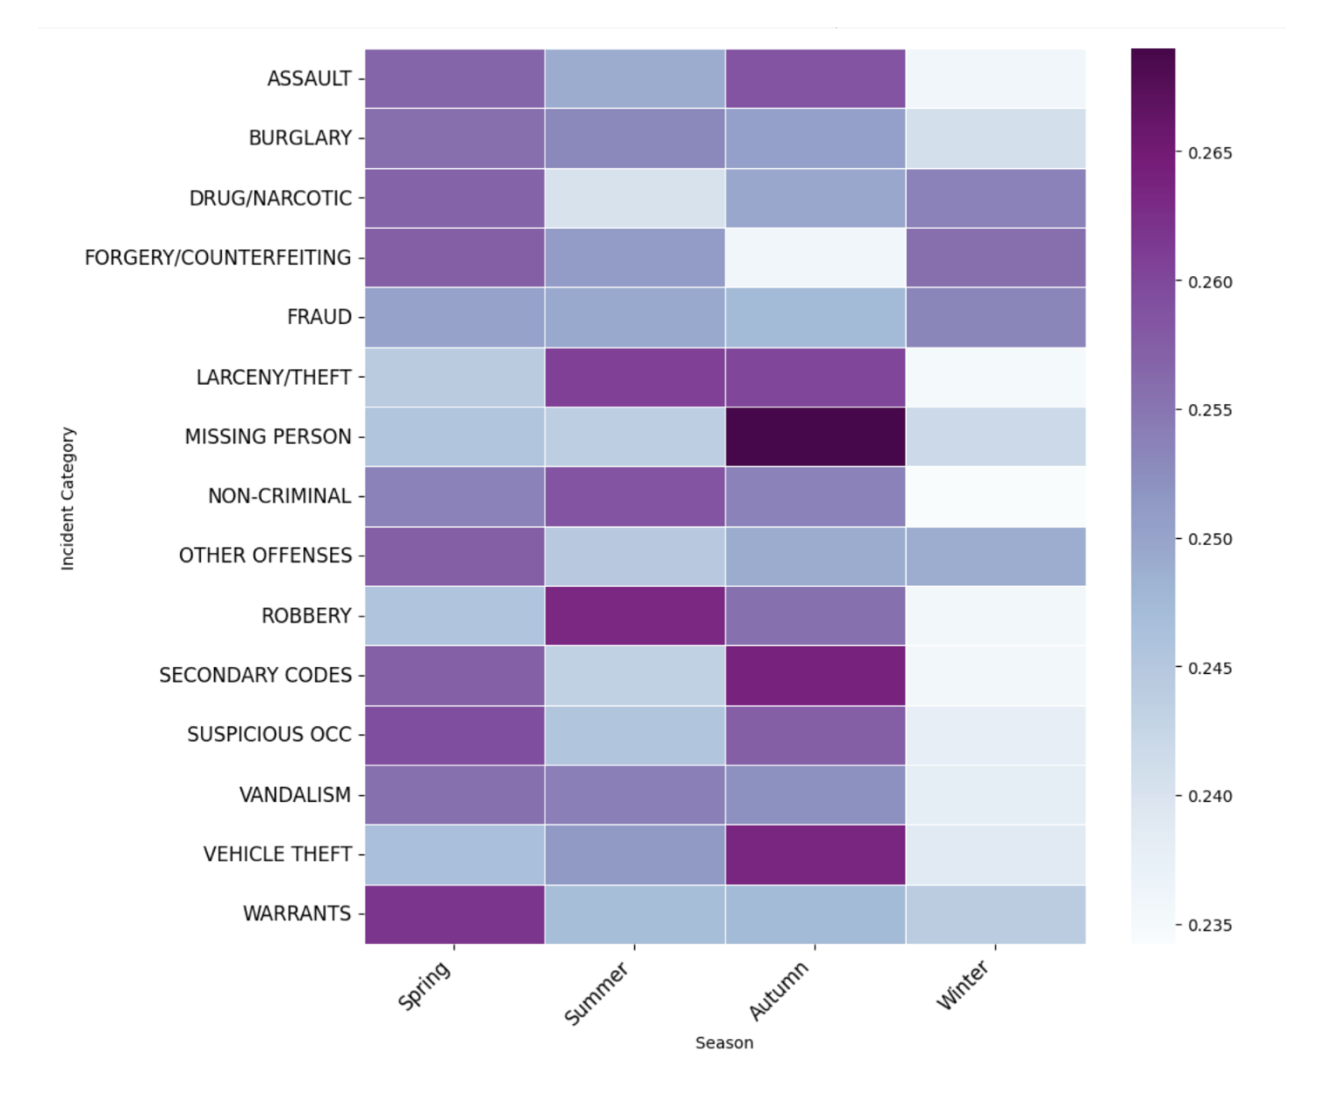 ASSAULT
BURGLARY
DRUG/NARCOTIC
FORGERY/COUNTERFEITING
FRAUD
LARCENY/THEFT
MISSING PERSON
NON-CRIMINAL
OTHER OFFENSES
ROBBERY
SECONDARY CODES
SUSPICIOUS OCC
VANDALISM
VEHICLE THEFT
WARRANTS
Incident Category
Spring
Summer
Autumn
Winter
Season
0.265
0.260
0.255
0.250
0.245
0.240
0.235